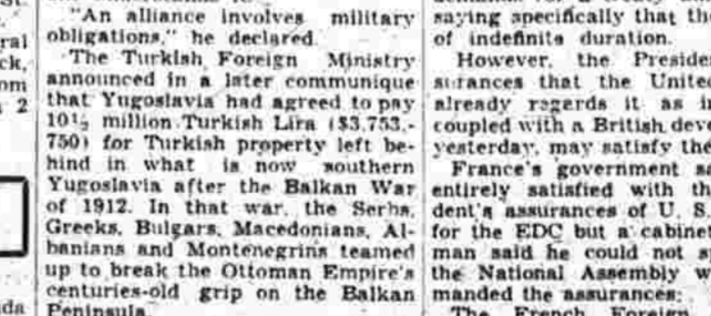 "An alliance involves military
obligations," he declared.
The Turkish Foreign Ministry
announced in a later communique
that Yugoslavia had agreed to pay
10½ million Turkish Lira ($3,753,-
750) for Turkish property left be-
hind in what is now southern
Yugoslavia after the Balkan War
of 1912. In that war, the Serbs,
Greeks, Bulgars, Macedonians, Al-
banians and Montenegrins teamed
up to break the Ottoman Empire's
centuries-old grip on the Balkan
Peninsula.
saying specifically that the
of indefinite duration.
However, the Preside
surances that the Unite
already regards it as i
coupled with a British
yesterday, may satisfy the
France's government
entirely satisfied with th
dent's assurances of U. S.
for the EDC but a cabinet
man said he could not s
the National Assembly w
manded the assurances:
The French Foreign